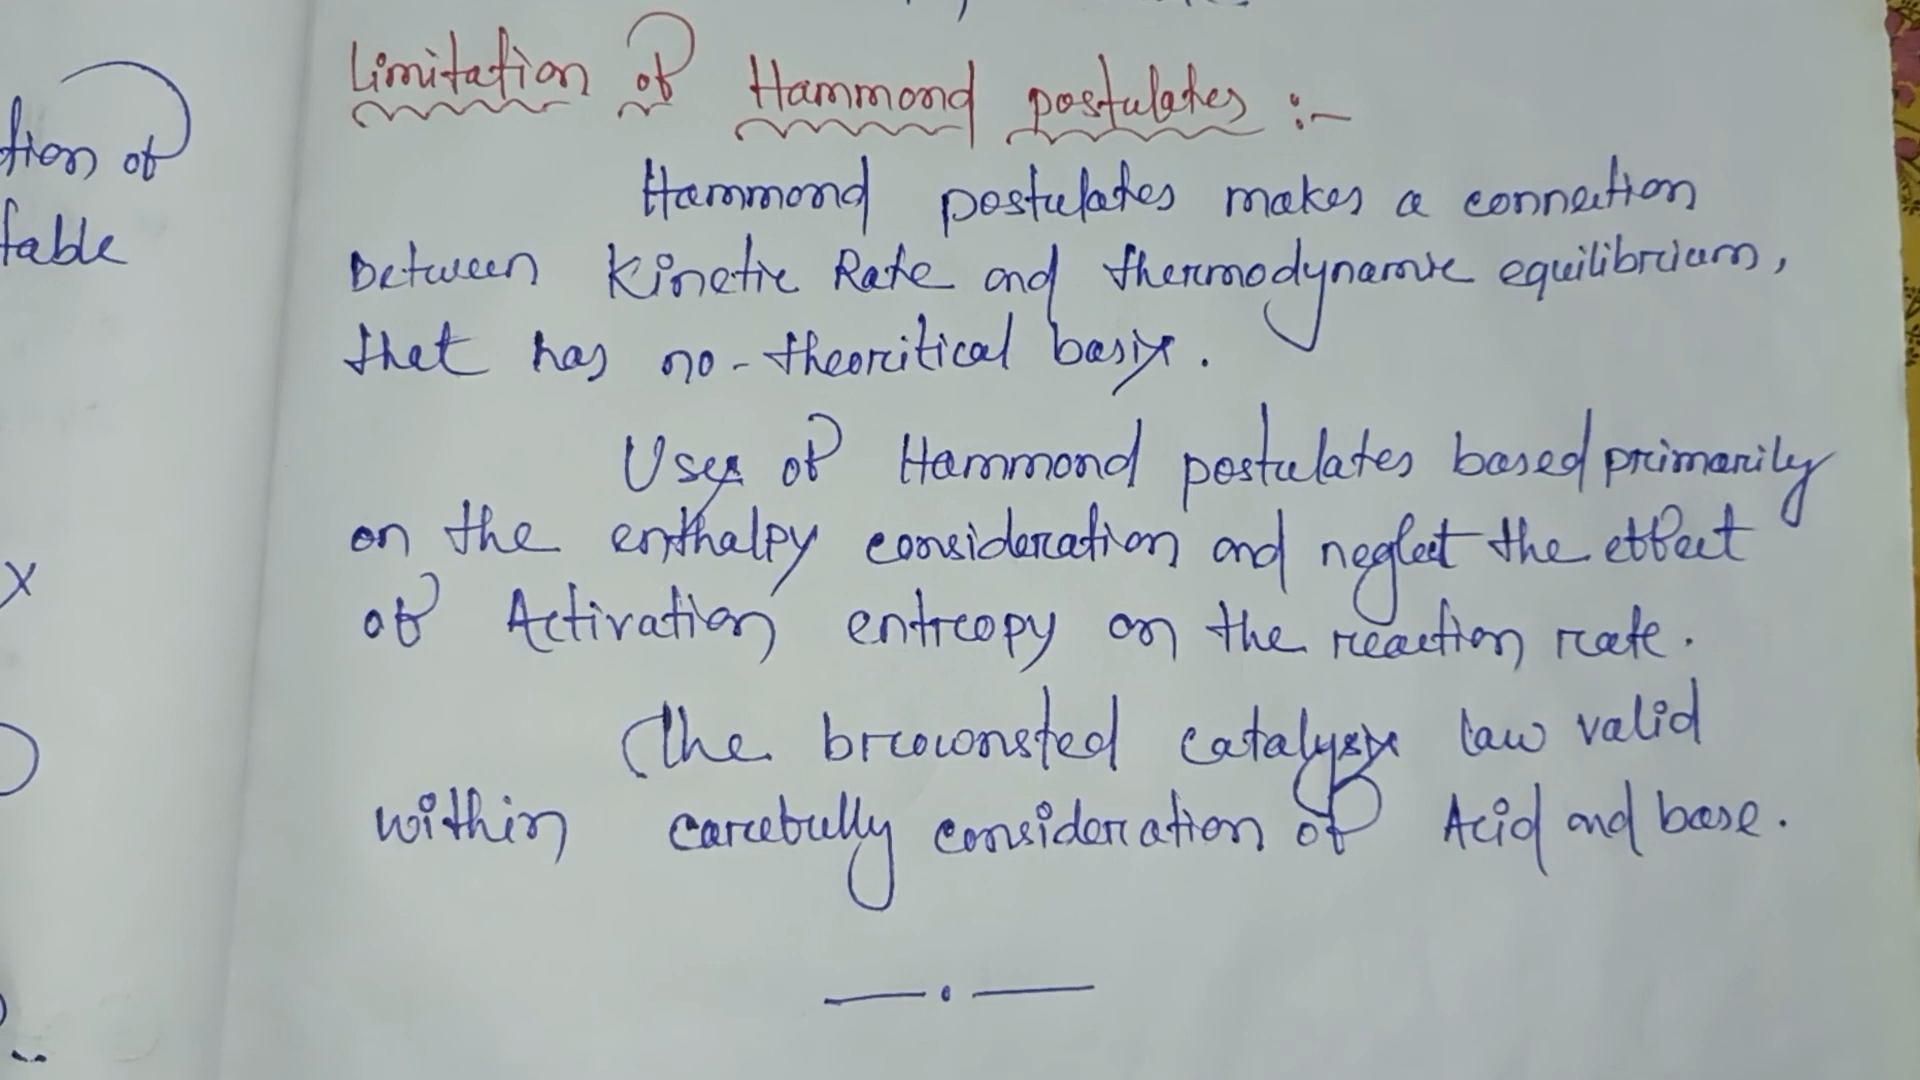 Limitation of Hammond postulates :-
Hammond postulates makes a connection
between Kinetic Rate and thermodynamic equilibrium,
that has no-theoritical basis.
Uses of Hammond postulates based primarily
on the enthalpy consideration and neglect the effect
of Activation entropy on the reaction rate.
The brownsted catalysis law valid
within carefully consideration of Acid and base.
tion of
table
x